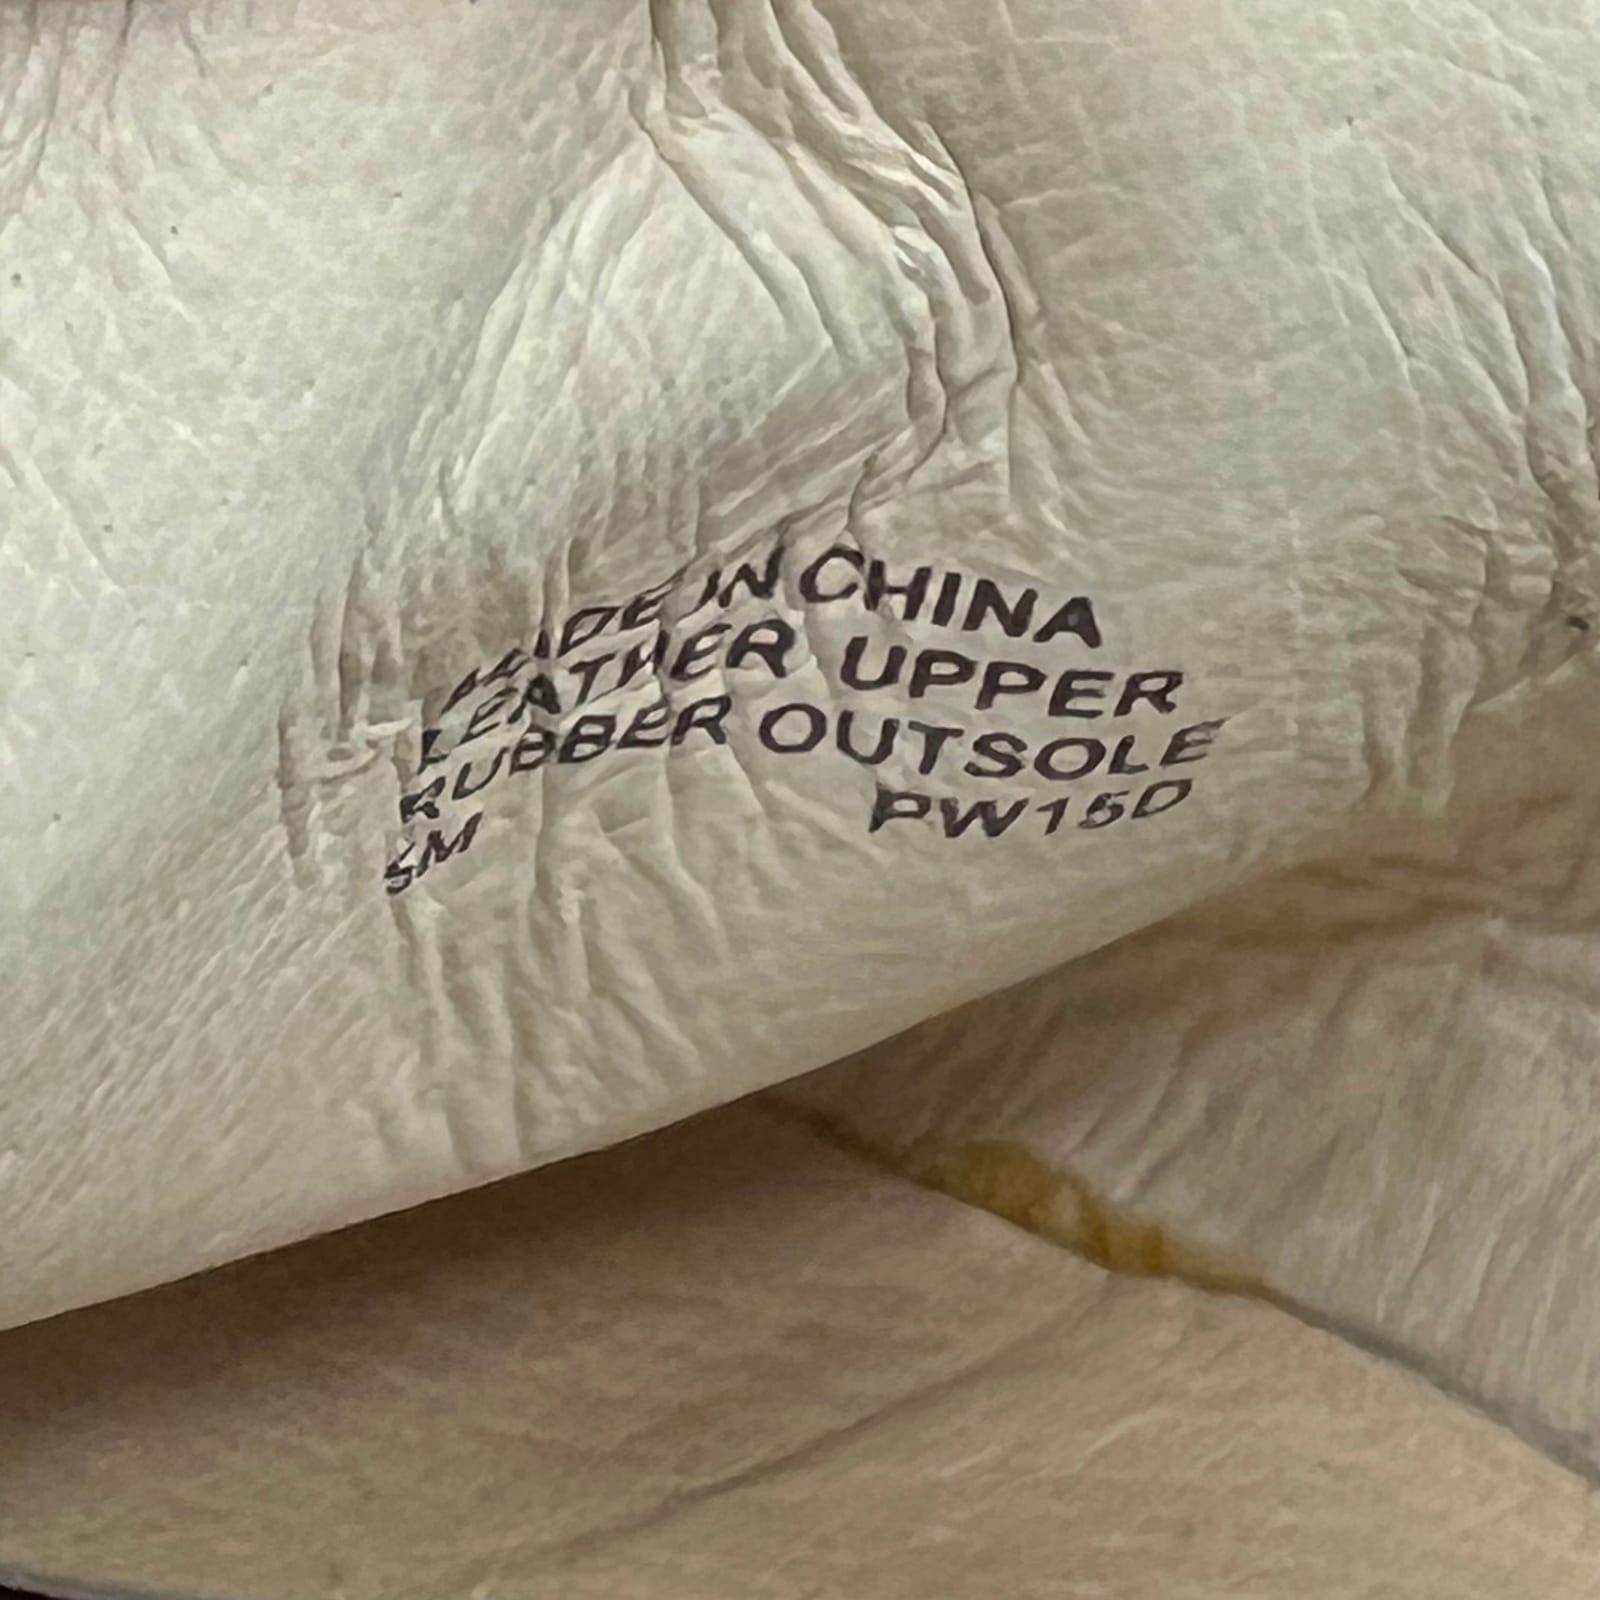 MADE IN CHINA
LEATHER UPPER
RUBBER OUTSOLE
5M PW15D